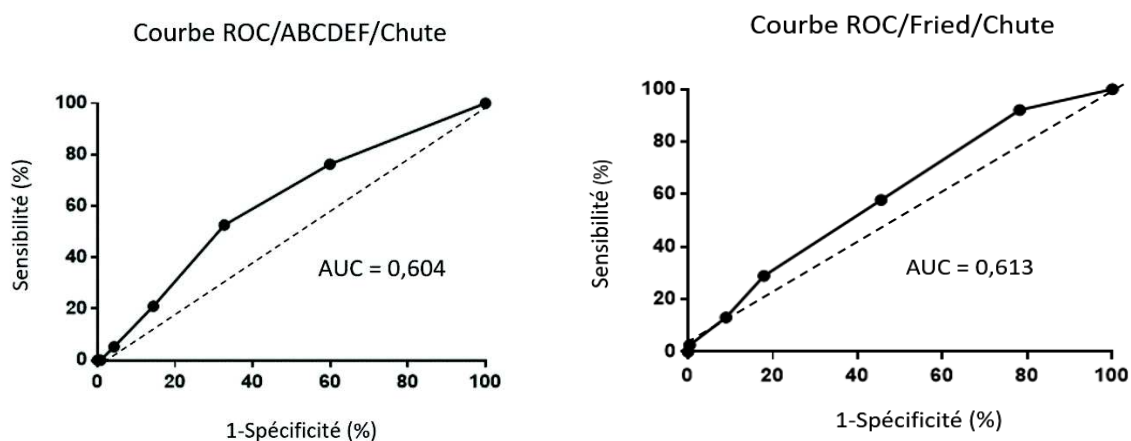 Courbe ROC/ABCDEF/Chute
100
80
60
40
20
0
Sensibilité (%)
AUC = 0,604
0 20 40 60 80 100
1-Spécificité (%)
Courbe ROC/Fried/Chute
100
80
60
40
20
0
Sensibilité (%)
AUC = 0,613
0 20 40 60 80 100
1-Spécificité (%)